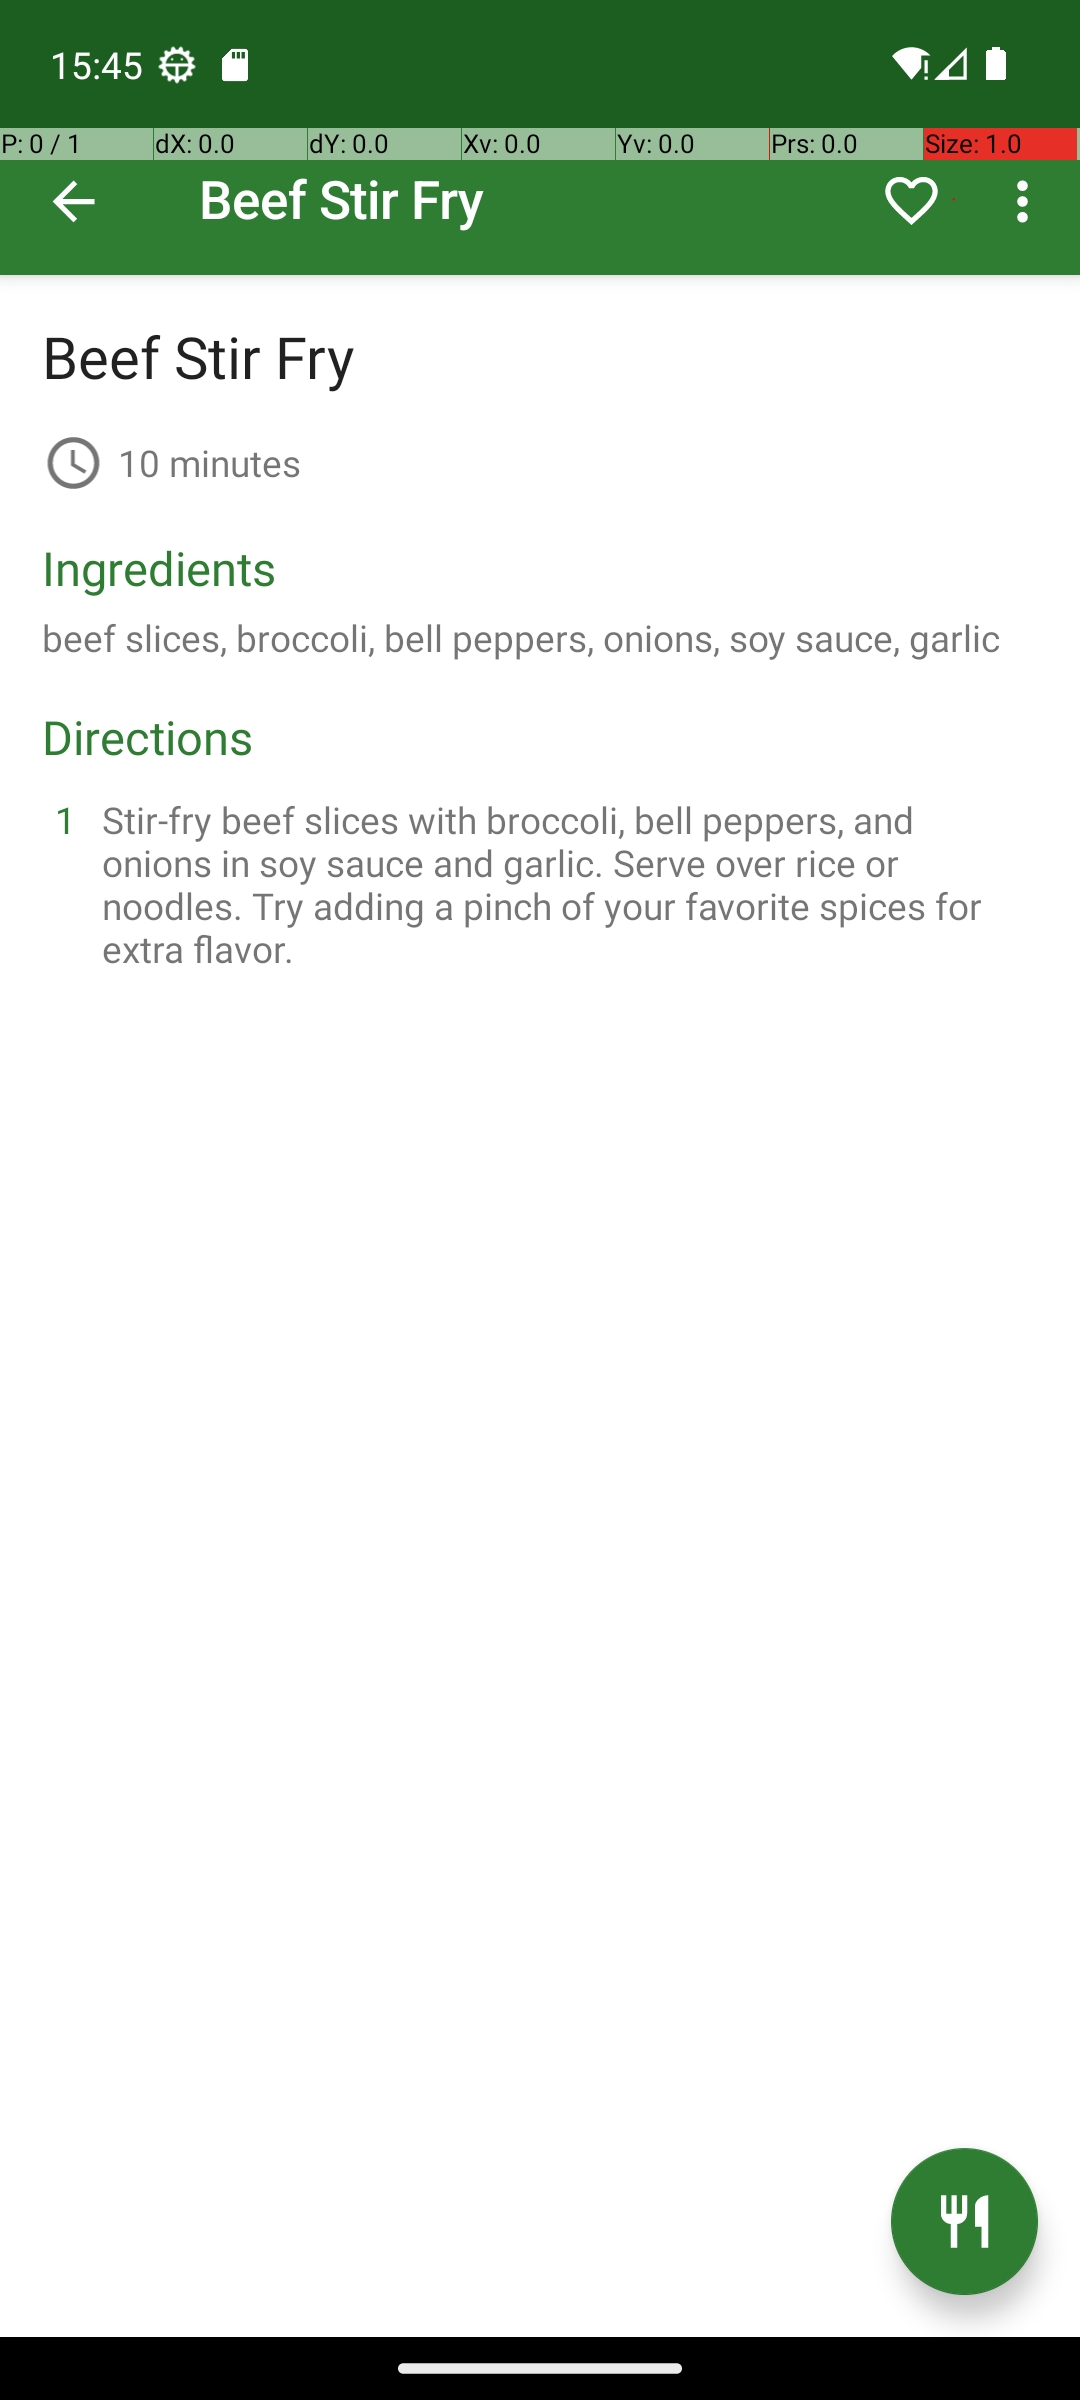 15:45
P: 0 / 1 dX: 0.0 dY: 0.0 Xv: 0.0 Yv: 0.0 Prs: 0.0 Size: 1.0
Beef Stir Fry
Beef Stir Fry
10 minutes
Ingredients
beef slices, broccoli, bell peppers, onions, soy sauce, garlic
Directions
1 Stir-fry beef slices with broccoli, bell peppers, and
onions in soy sauce and garlic. Serve over rice or
noodles. Try adding a pinch of your favorite spices for
extra flavor.